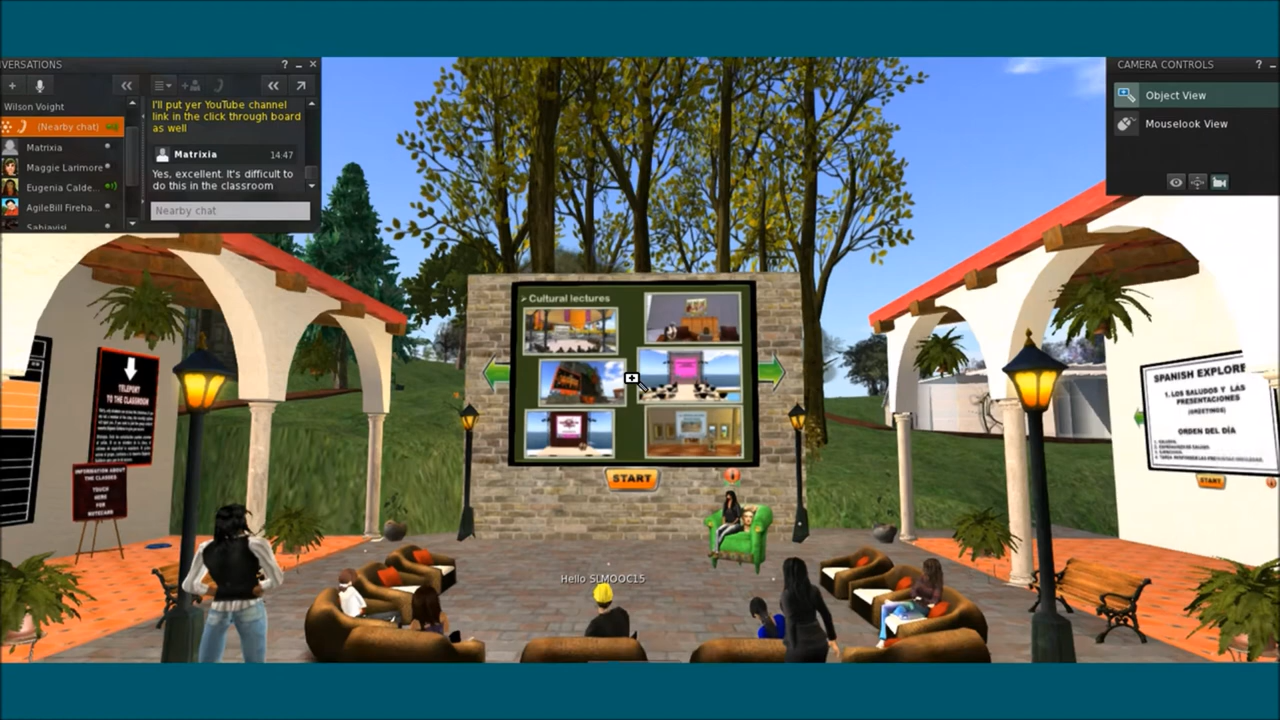 VERSATIONS
? _ ×
Wilson Voight
(Nearby chat)
Matrixia
Maggie Larimore
Eugenia Calde...
AgileBill Fireha...
Sabiavisi
I'll put yer YouTube channel
link in the click through board
as well
Matrixia 14:47
Yes, excellent. It's difficult to
do this in the classroom
Nearby chat
CAMERA CONTROLS ? _
Object View
Mouselook View
> Cultural lectures
START
TELEPORT
TO THE CLASSROOM
INFORMATION ABOUT
THE CLASSES
TOUCH
HERE
FOR
NOTECARD
SPANISH EXPLORE
1. LOS SALUDOS Y LAS
PRESENTACIONES
(GREETINGS)
ORDEN DEL DÍA
START
Hello SLMOOC15